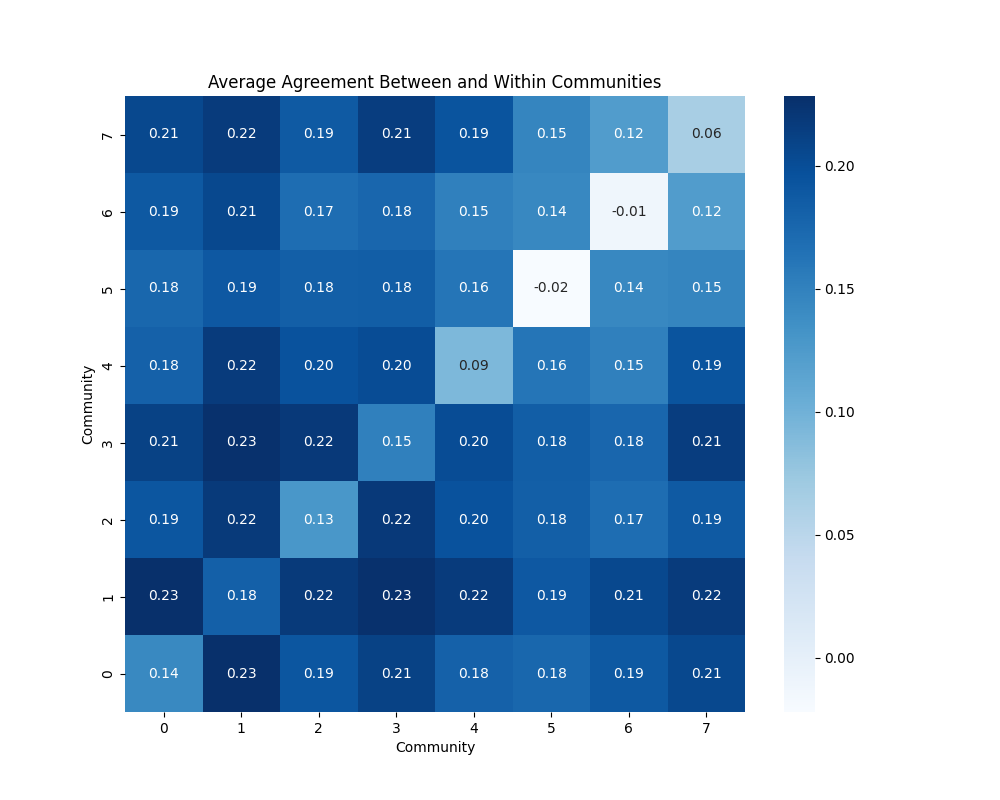 Average Agreement Between and Within Communities
7 0.21 0.22 0.19 0.21 0.19 0.15 0.12 0.06
6 0.19 0.21 0.17 0.18 0.15 0.14 -0.01 0.12
5 0.18 0.19 0.18 0.18 0.16 -0.02 0.14 0.15
4 0.18 0.22 0.20 0.20 0.09 0.16 0.15 0.19
3 0.21 0.23 0.22 0.15 0.20 0.18 0.18 0.21
2 0.19 0.22 0.13 0.22 0.20 0.18 0.17 0.19
1 0.23 0.18 0.22 0.23 0.22 0.19 0.21 0.22
0 0.14 0.23 0.19 0.21 0.18 0.18 0.19 0.21
0 1 2 3 4 5 6 7
Community
Community
0.20
0.15
0.10
0.05
0.00